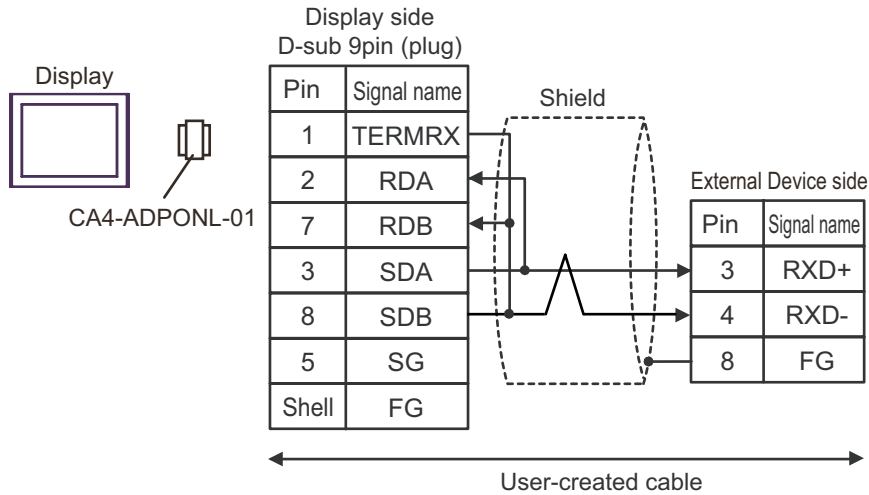 Display side
D-sub 9pin (plug)
Display
CA4-ADPONL-01
Pin Signal name
1 TERMRX
2 RDA
7 RDB
3 SDA
8 SDB
5 SG
Shell FG
Shield
External Device side
Pin Signal name
3 RXD+
4 RXD-
8 FG
User-created cable